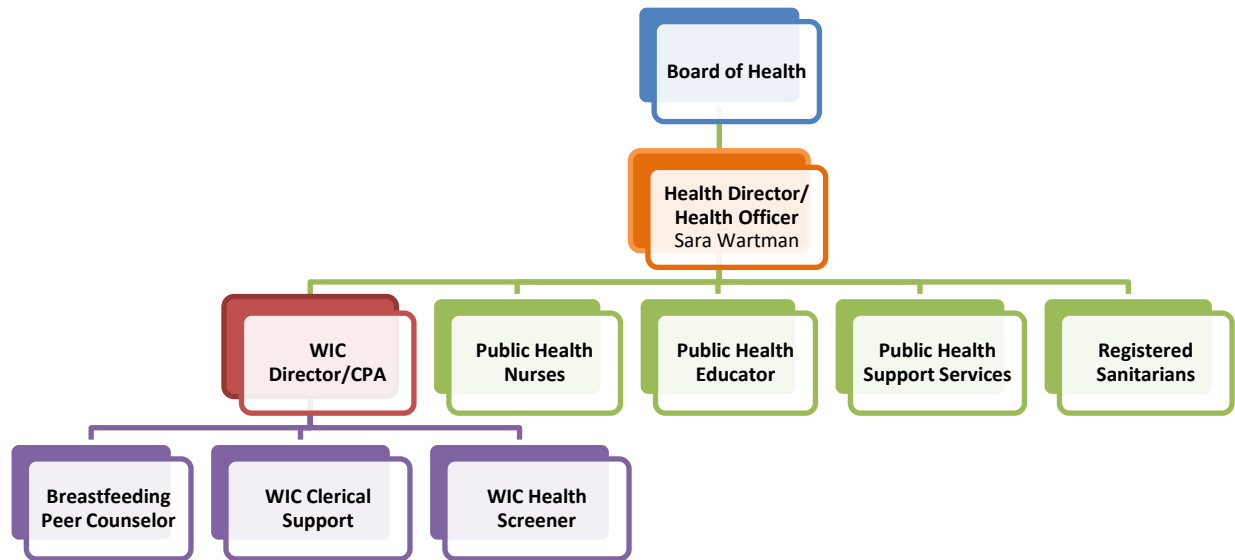 Board of Health
Health Director/
Health Officer
Sara Wartman
WIC
Director/CPA
Public Health
Nurses
Public Health
Educator
Public Health
Support Services
Registered
Sanitarians
Breastfeeding
Peer Counselor
WIC Clerical
Support
WIC Health
Screener